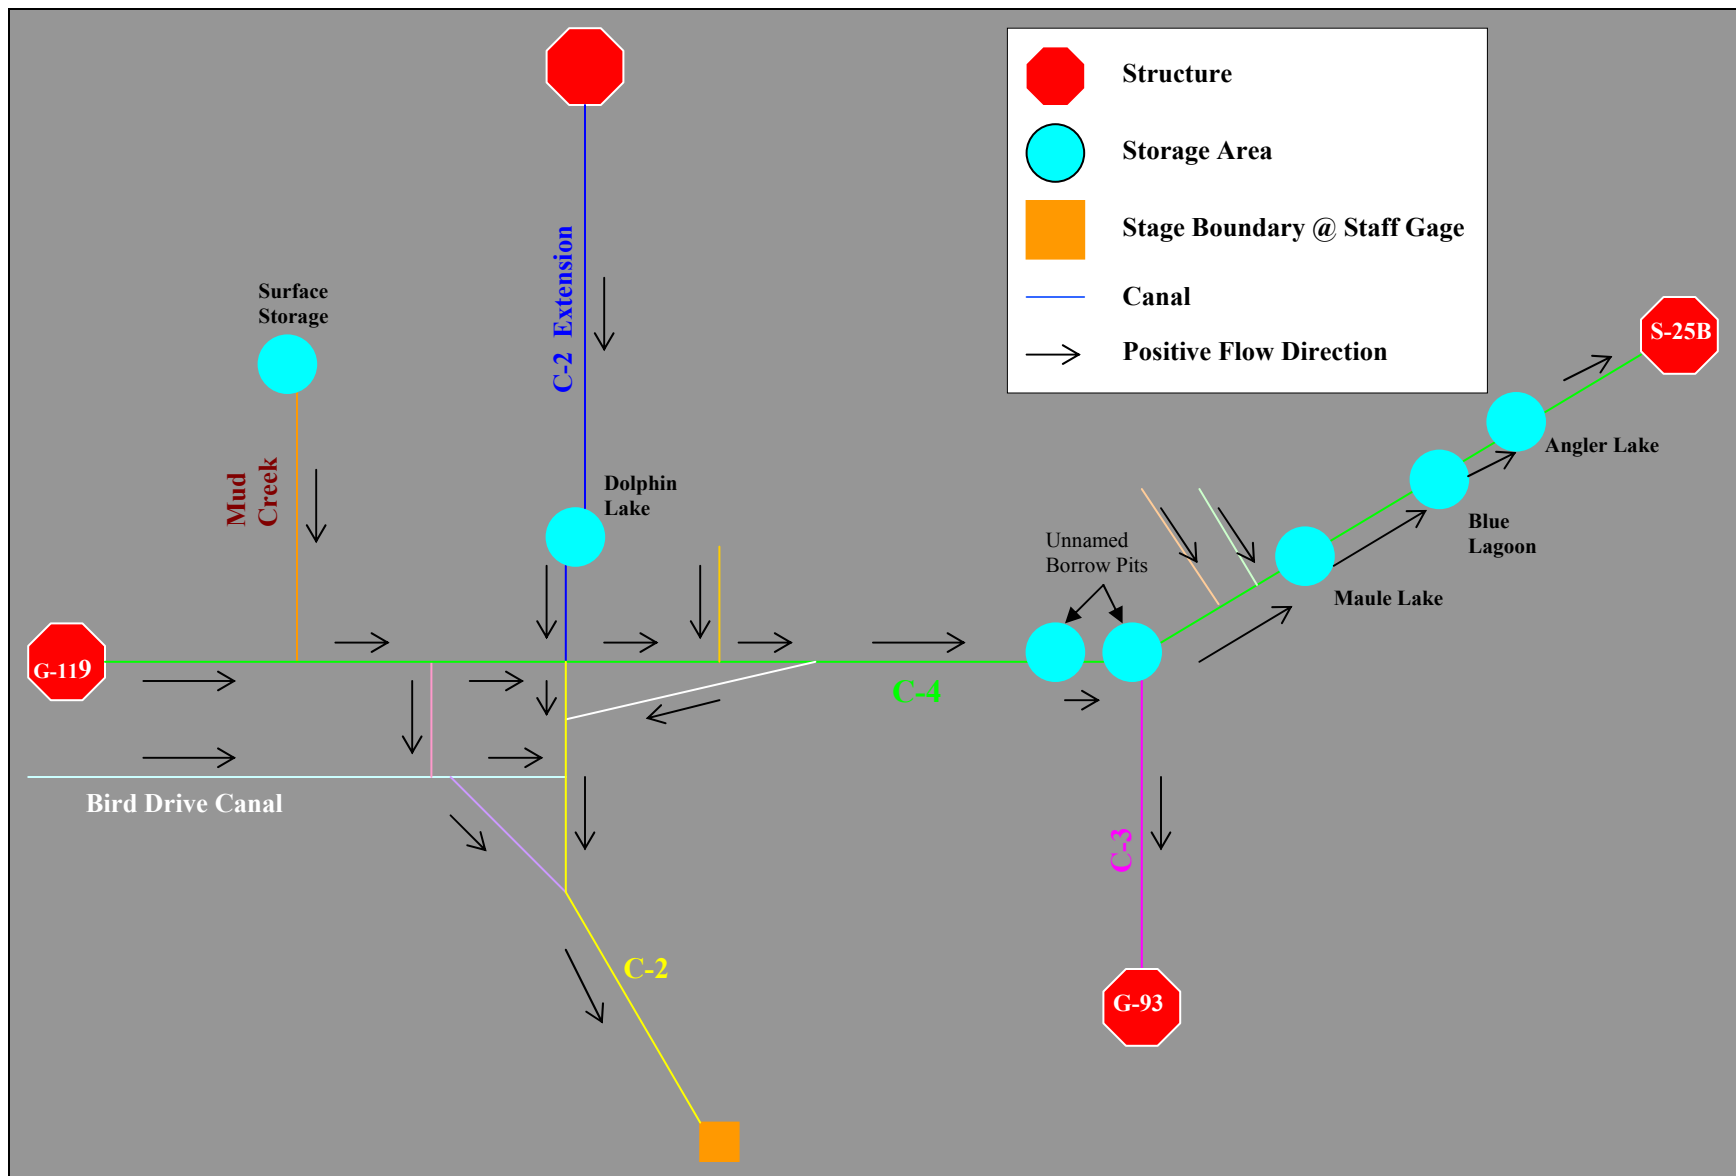 Structure
Storage Area
Stage Boundary @ Staff Gage
Canal
Positive Flow Direction
C-2 Extension
Surface
Storage
S-25B
Angler Lake
Mud
Creek
Dolphin
Lake
Blue
Lagoon
Unnamed
Borrow Pits
Maule Lake
G-119
C-4
Bird Drive Canal
C-3
C-2
G-93